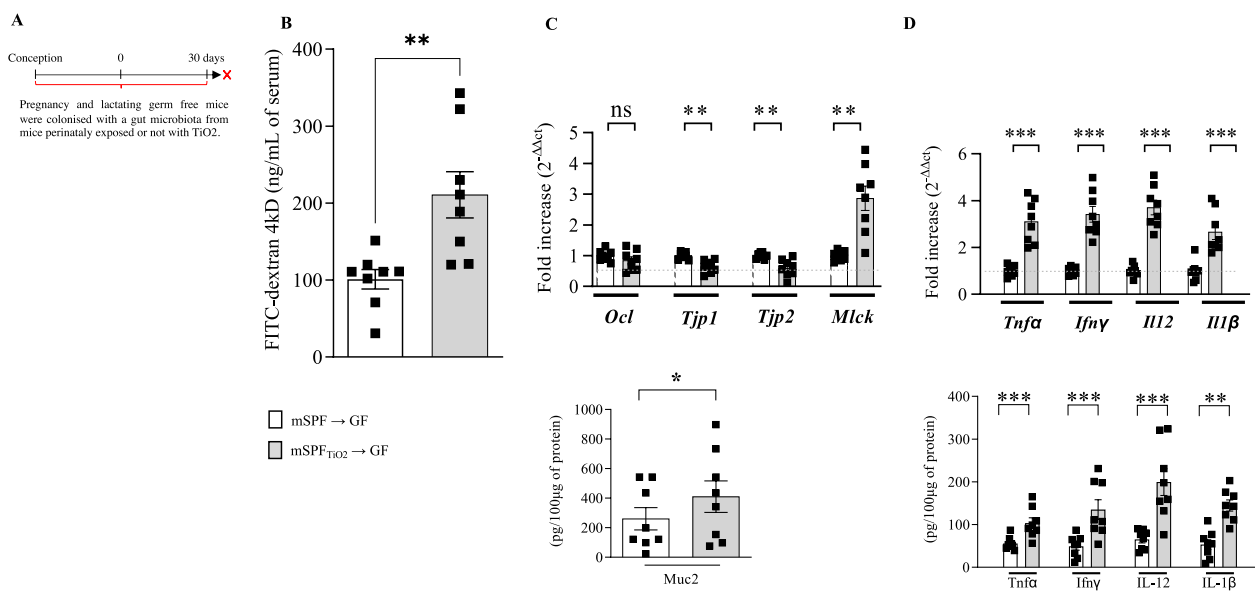 A
Conception 0 30 days
Pregnancy and lactating germ free mice
were colonised with a gut microbiota from
mice perinataly exposed or not with TiO2.
B
**
FITC-dextran 4kD (ng/mL of serum)
400
300
200
100
0
mSPF → GF
mSPF_TiO2 → GF
C
ns ** ** **
Fold increase (2^-ΔΔct)
5
4
3
2
1
0
Ocl Tjp1 Tjp2 Mlck
*
(pg/100µg of protein)
1000
800
600
400
200
0
Muc2
D
*** *** *** ***
Fold increase (2^-ΔΔct)
6
4
2
0
Tnfα Ifnγ Il12 Il1β
*** *** *** **
(pg/100µg of protein)
400
300
200
100
0
Tnfα Ifnγ IL-12 IL-1β